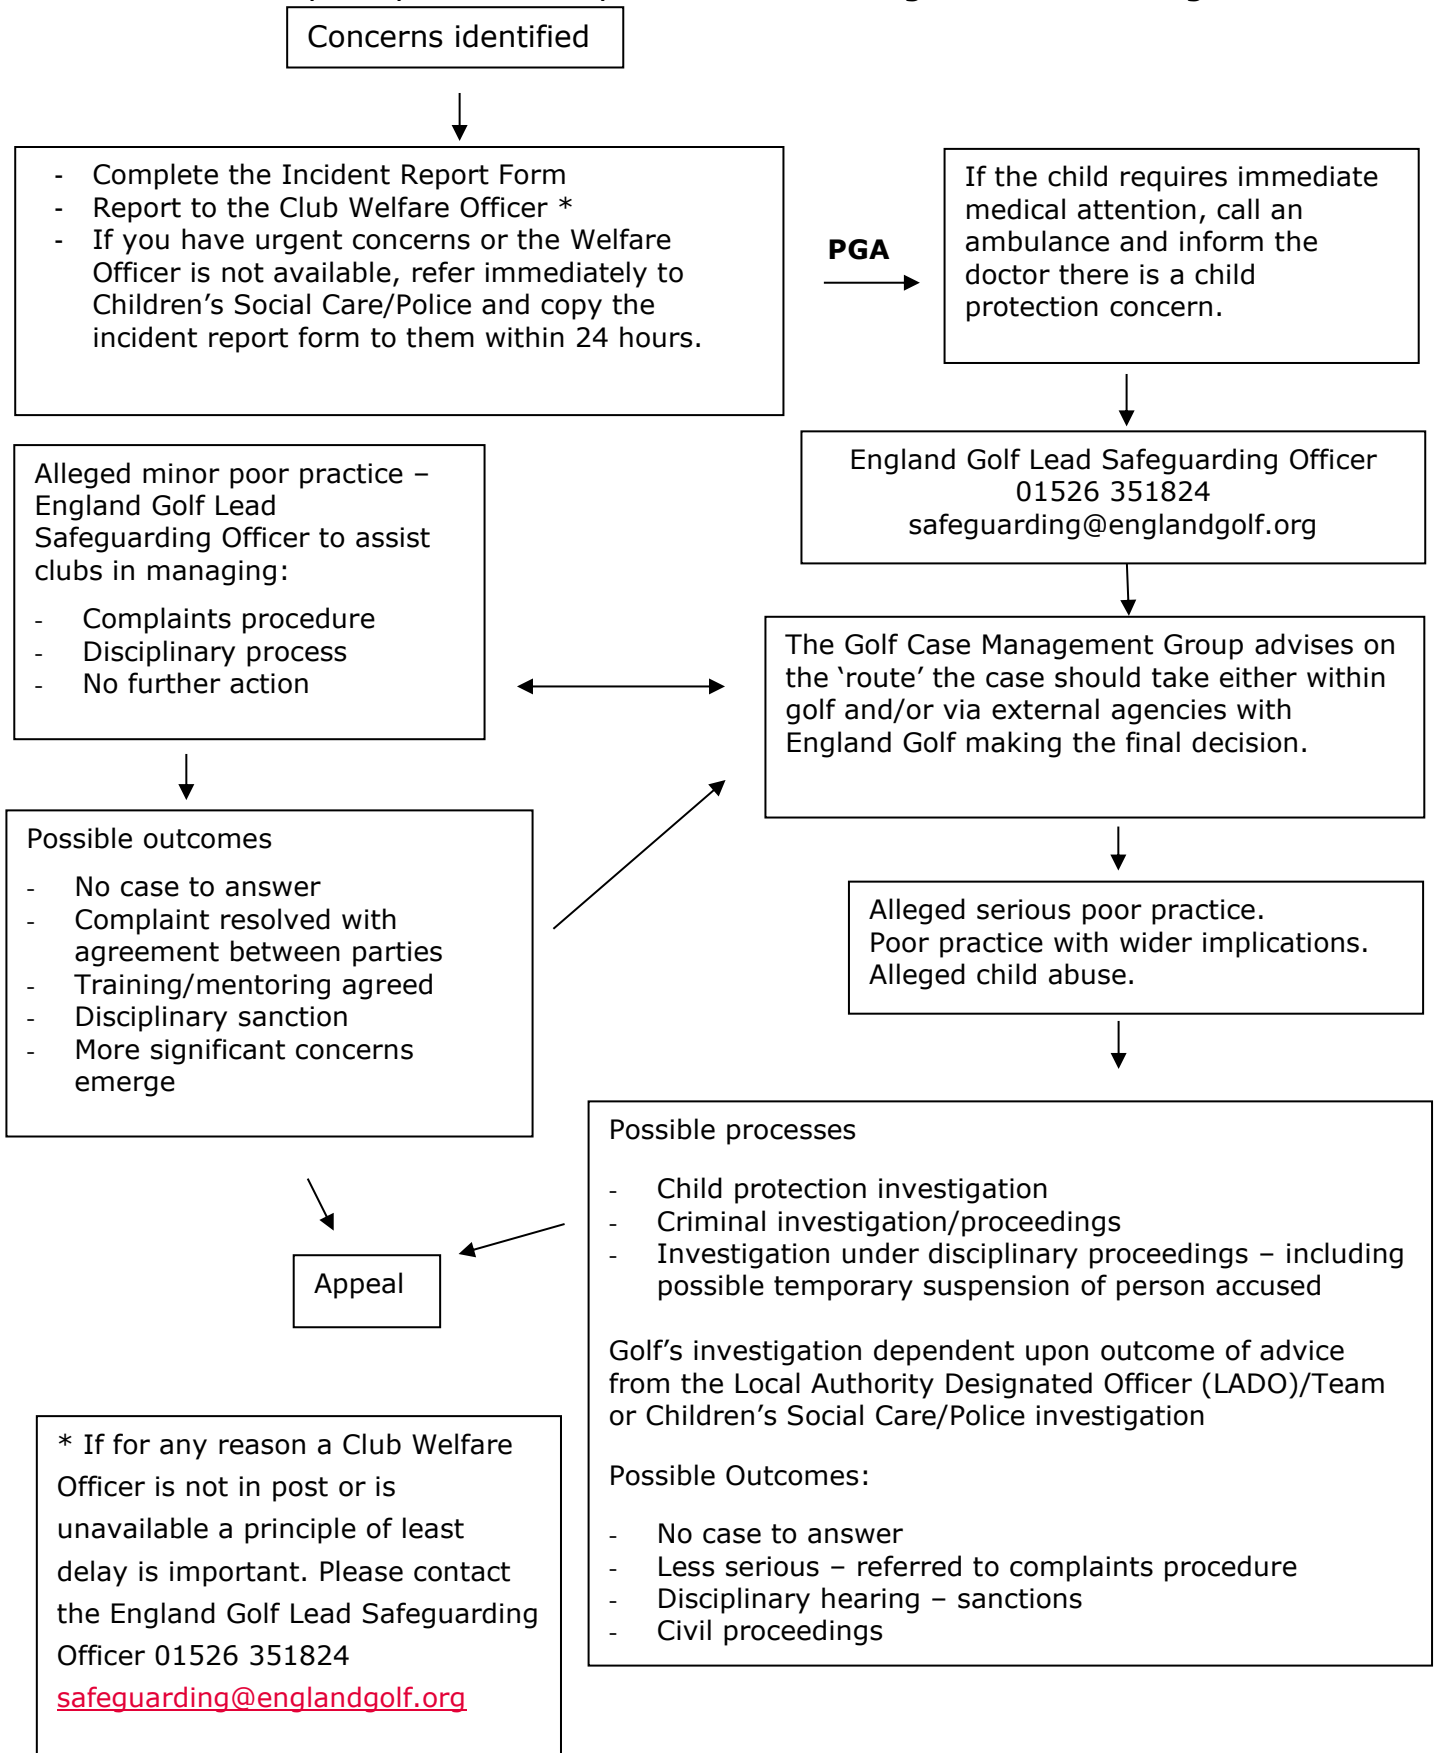 Concerns identified
- Complete the Incident Report Form
- Report to the Club Welfare Officer *
- If you have urgent concerns or the Welfare
Officer is not available, refer immediately to
Children’s Social Care/Police and copy the
incident report form to them within 24 hours.
PGA
If the child requires immediate
medical attention, call an
ambulance and inform the
doctor there is a child
protection concern.
England Golf Lead Safeguarding Officer
01526 351824
safeguarding@englandgolf.org
Alleged minor poor practice –
England Golf Lead
Safeguarding Officer to assist
clubs in managing:
- Complaints procedure
- Disciplinary process
- No further action
The Golf Case Management Group advises on
the ‘route’ the case should take either within
golf and/or via external agencies with
England Golf making the final decision.
Possible outcomes
- No case to answer
- Complaint resolved with
agreement between parties
- Training/mentoring agreed
- Disciplinary sanction
- More significant concerns
emerge
Alleged serious poor practice.
Poor practice with wider implications.
Alleged child abuse.
Possible processes
- Child protection investigation
- Criminal investigation/proceedings
- Investigation under disciplinary proceedings – including
possible temporary suspension of person accused
Golf’s investigation dependent upon outcome of advice
from the Local Authority Designated Officer (LADO)/Team
or Children’s Social Care/Police investigation
Possible Outcomes:
- No case to answer
- Less serious – referred to complaints procedure
- Disciplinary hearing – sanctions
- Civil proceedings
Appeal
* If for any reason a Club Welfare
Officer is not in post or is
unavailable a principle of least
delay is important. Please contact
the England Golf Lead Safeguarding
Officer 01526 351824
safeguarding@englandgolf.org